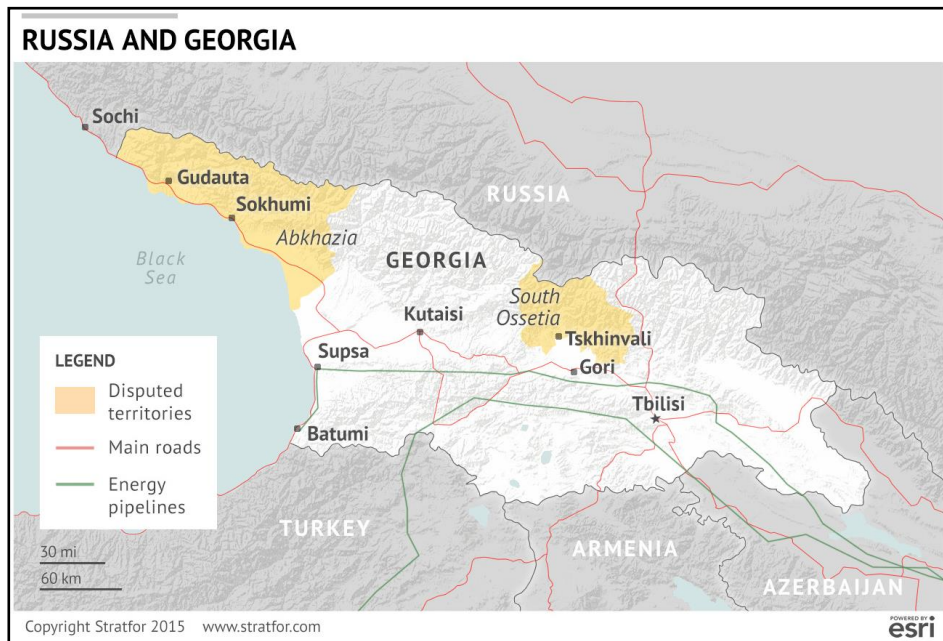 RUSSIA AND GEORGIA
Sochi
Gudauta
Sokhumi
Abkhazia
RUSSIA
Black
Sea
GEORGIA
South
Ossetia
Kutaisi
Tskhinvali
Supsa
Gori
Tbilisi
Batumi
LEGEND
Disputed
territories
Main roads
Energy
pipelines
TURKEY
ARMENIA
AZERBAIJAN
30 mi
60 km
Copyright Stratfor 2015 www.stratfor.com
POWERED BY
esri